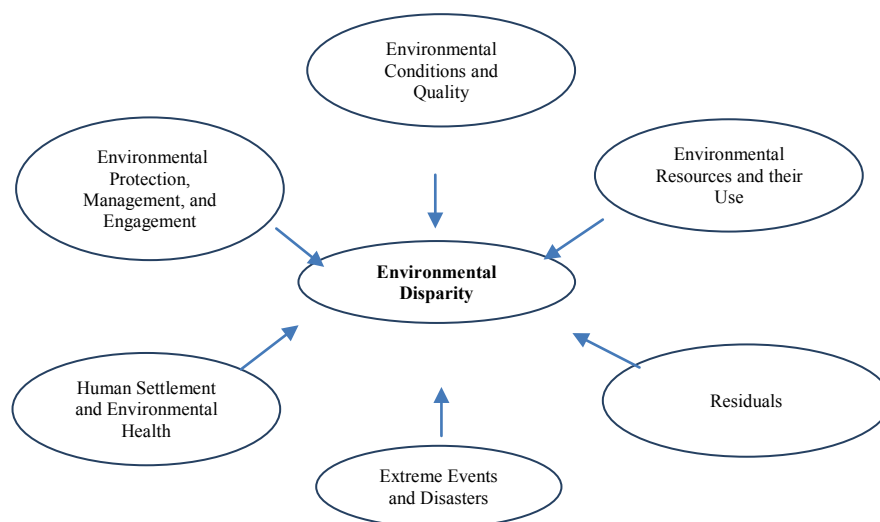 Environmental
Conditions and
Quality
Environmental
Protection,
Management, and
Engagement
Environmental
Resources and their
Use
Environmental
Disparity
Human Settlement
and Environmental
Health
Residuals
Extreme Events
and Disasters